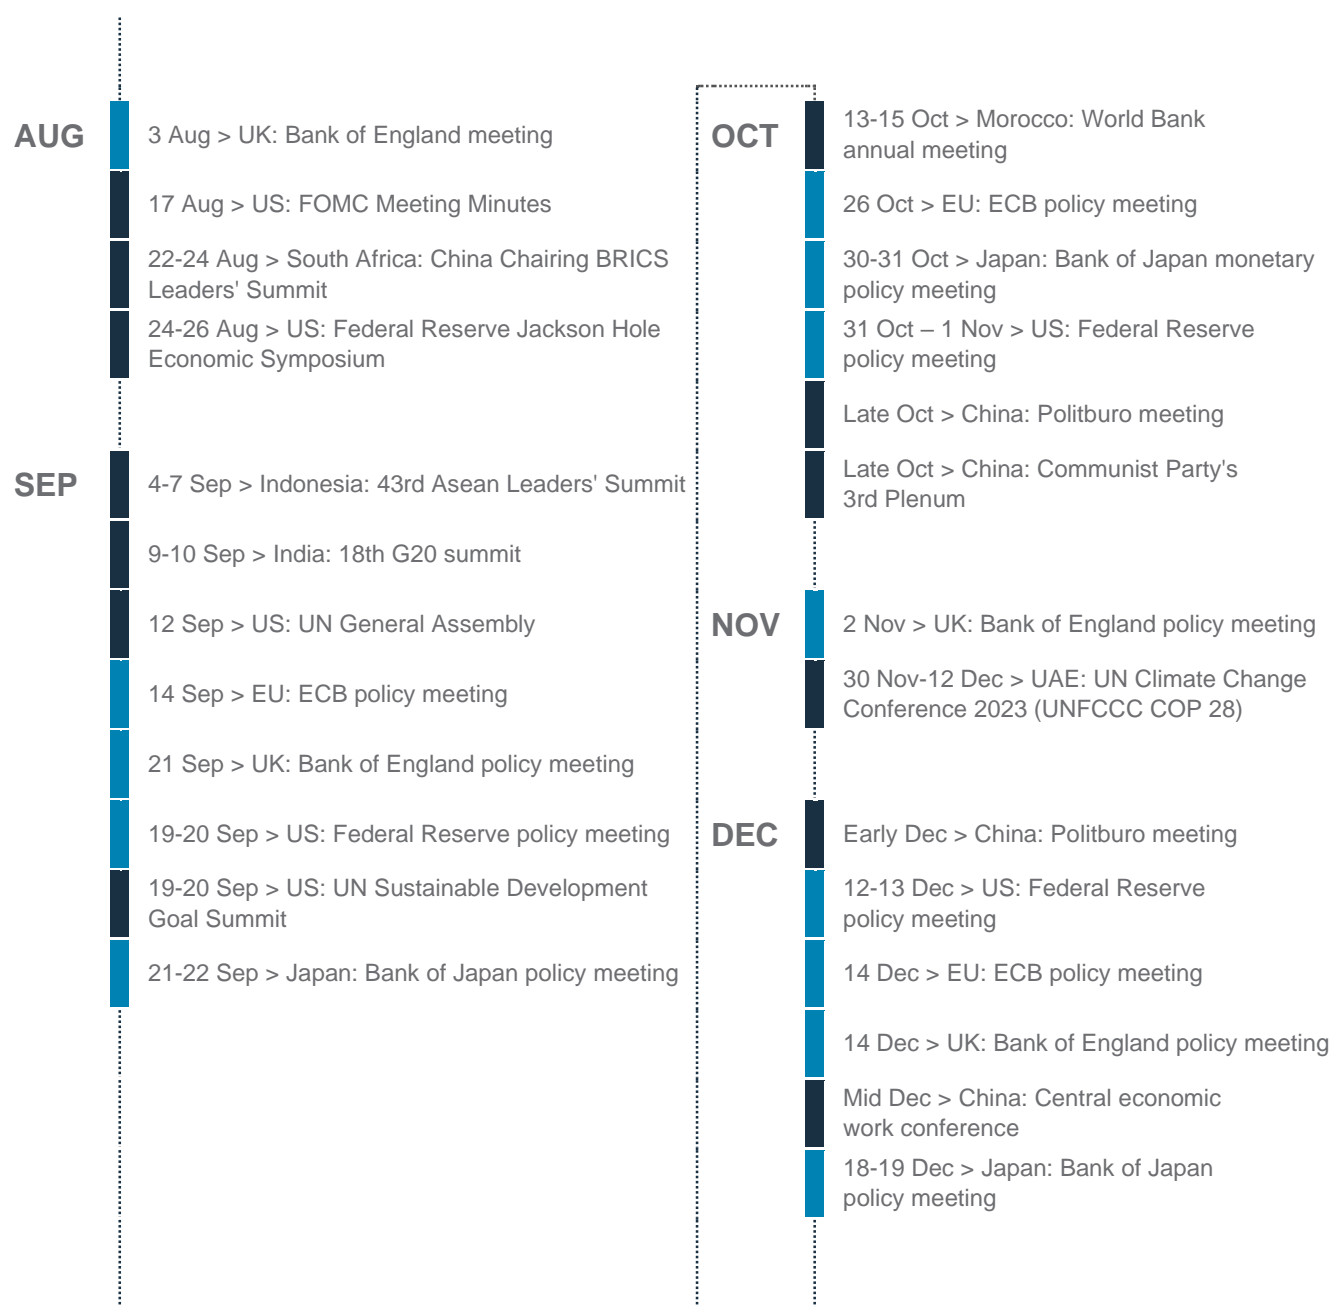 AUG
3 Aug > UK: Bank of England meeting
17 Aug > US: FOMC Meeting Minutes
22-24 Aug > South Africa: China Chairing BRICS
Leaders' Summit
24-26 Aug > US: Federal Reserve Jackson Hole
Economic Symposium
SEP
4-7 Sep > Indonesia: 43rd Asean Leaders' Summit
9-10 Sep > India: 18th G20 summit
12 Sep > US: UN General Assembly
14 Sep > EU: ECB policy meeting
21 Sep > UK: Bank of England policy meeting
19-20 Sep > US: Federal Reserve policy meeting
19-20 Sep > US: UN Sustainable Development
Goal Summit
21-22 Sep > Japan: Bank of Japan policy meeting
OCT
13-15 Oct > Morocco: World Bank
annual meeting
26 Oct > EU: ECB policy meeting
30-31 Oct > Japan: Bank of Japan monetary
policy meeting
31 Oct – 1 Nov > US: Federal Reserve
policy meeting
Late Oct > China: Politburo meeting
Late Oct > China: Communist Party's
3rd Plenum
NOV
2 Nov > UK: Bank of England policy meeting
30 Nov-12 Dec > UAE: UN Climate Change
Conference 2023 (UNFCCC COP 28)
DEC
Early Dec > China: Politburo meeting
12-13 Dec > US: Federal Reserve
policy meeting
14 Dec > EU: ECB policy meeting
14 Dec > UK: Bank of England policy meeting
Mid Dec > China: Central economic
work conference
18-19 Dec > Japan: Bank of Japan
policy meeting